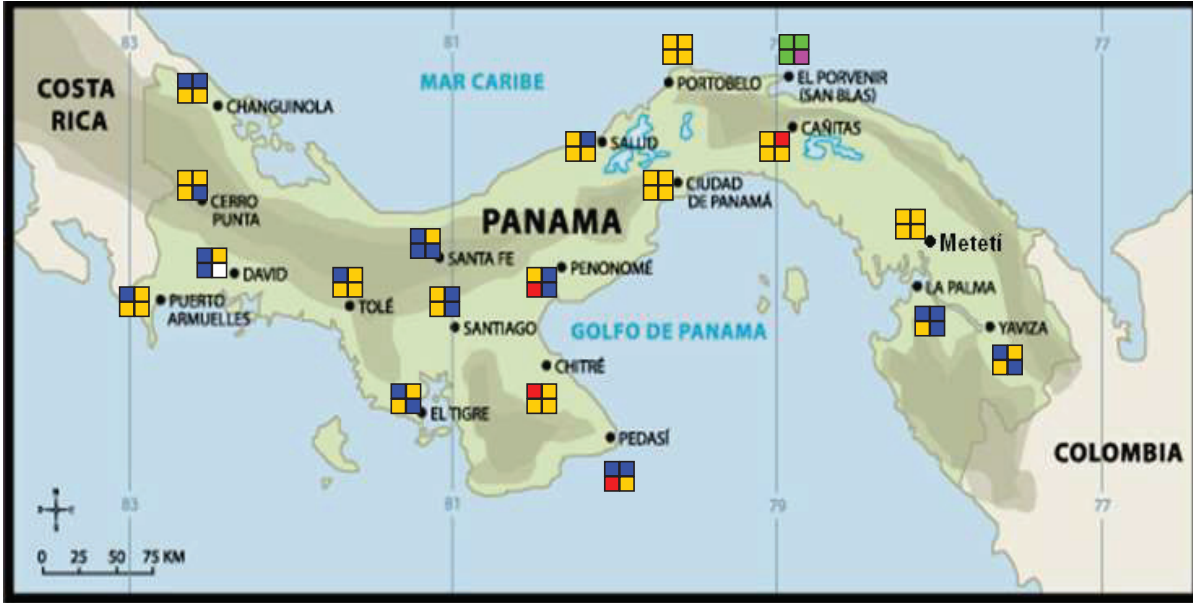 83
81
79
77
COSTA
RICA
MAR CARIBE
CHANGUINOLA
PORTOBELO
EL PORVENIR
(SAN BLAS)
SALUD
CAÑITAS
CERRO
PUNTA
CIUDAD
DE PANAMÁ
PANAMA
Metetí
SANTA FE
PENONOMÉ
DAVID
LA PALMA
PUERTO
ARMUELLES
TOLÉ
SANTIAGO
GOLFO DE PANAMA
YAVIZA
CHITRÉ
EL TIGRE
PEDASÍ
COLOMBIA
83
81
79
77
0 25 50 75 KM